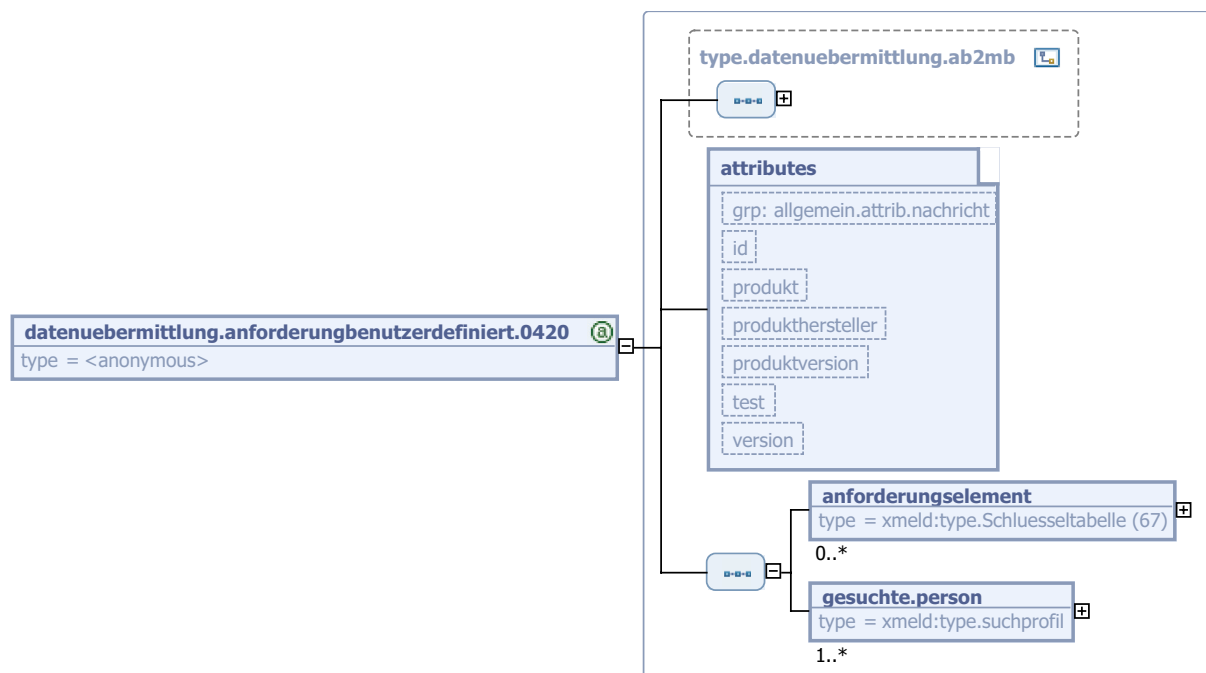 type.datenuebermittlung.ab2mb
attributes
grp: allgemein.attrib.nachricht
id
produkt
produkthersteller
produktversion
test
version
datenuebermittlung.anforderungbenutzerdefiniert.0420 @
type = <anonymous>
anforderungselement
type = xmeld:type.Schluesseltabelle (67)
0..*
gesuchte.person
type = xmeld:type.suchprofil
1..*